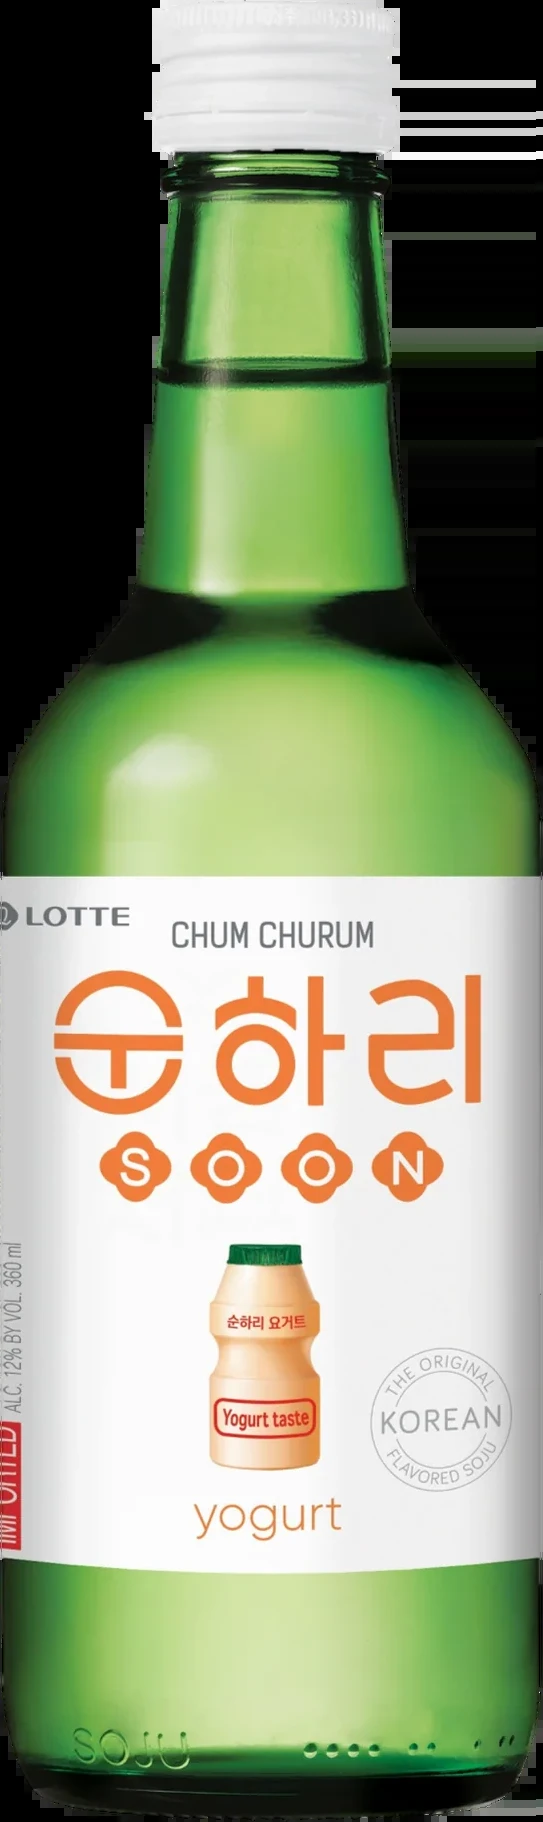 LOTTE
CHUM CHURUM
순하리
SOON
순하리 요거트
Yogurt taste
yogurt
THE ORIGINAL
KOREAN
FLAVORED SOJU
ALC. 12% BY VOL. 360 ml
IMPORTED
SOJU